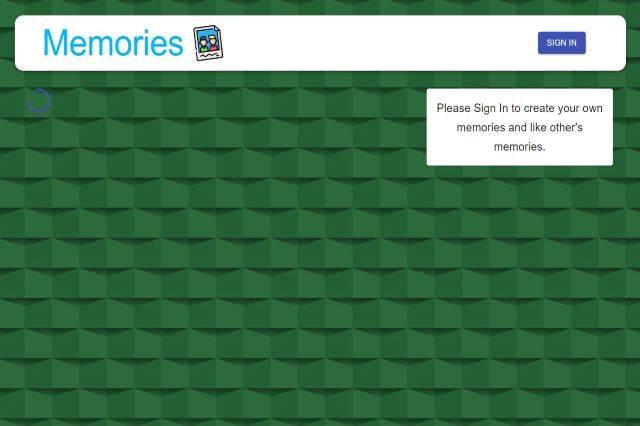 Memories
SIGN IN
Please Sign In to create your own
memories and like other's
memories.